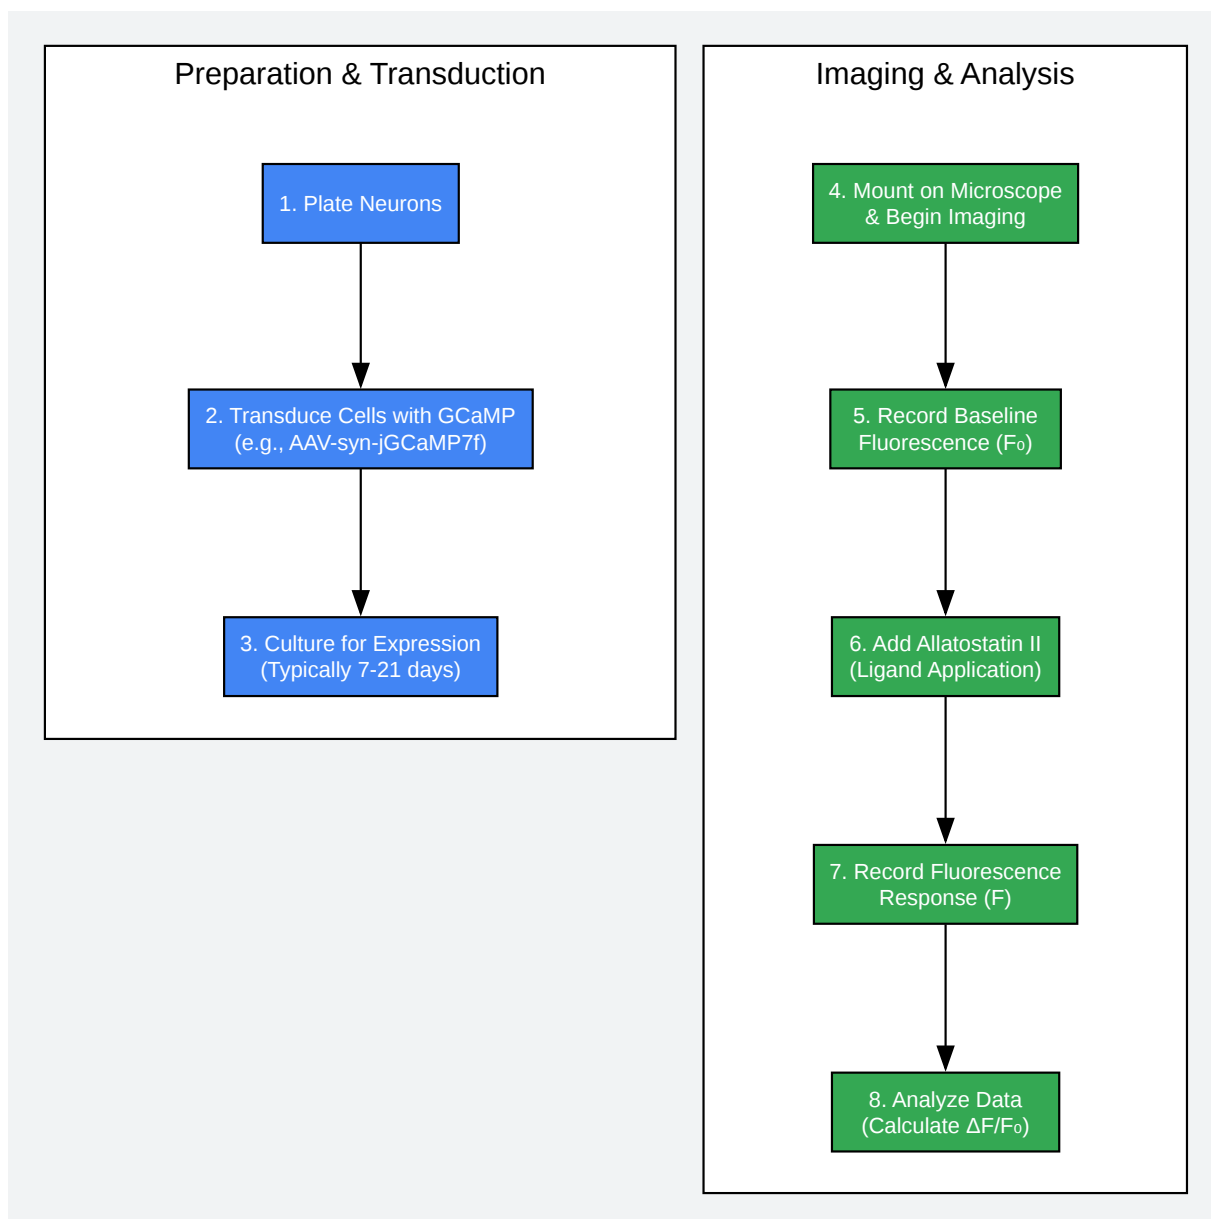 Preparation & Transduction
1. Plate Neurons
2. Transduce Cells with GCaMP
(e.g., AAV-syn-jGCaMP7f)
3. Culture for Expression
(Typically 7-21 days)
Imaging & Analysis
4. Mount on Microscope
& Begin Imaging
5. Record Baseline
Fluorescence (F₀)
6. Add Allatostatin II
(Ligand Application)
7. Record Fluorescence
Response (F)
8. Analyze Data
(Calculate ΔF/F₀)